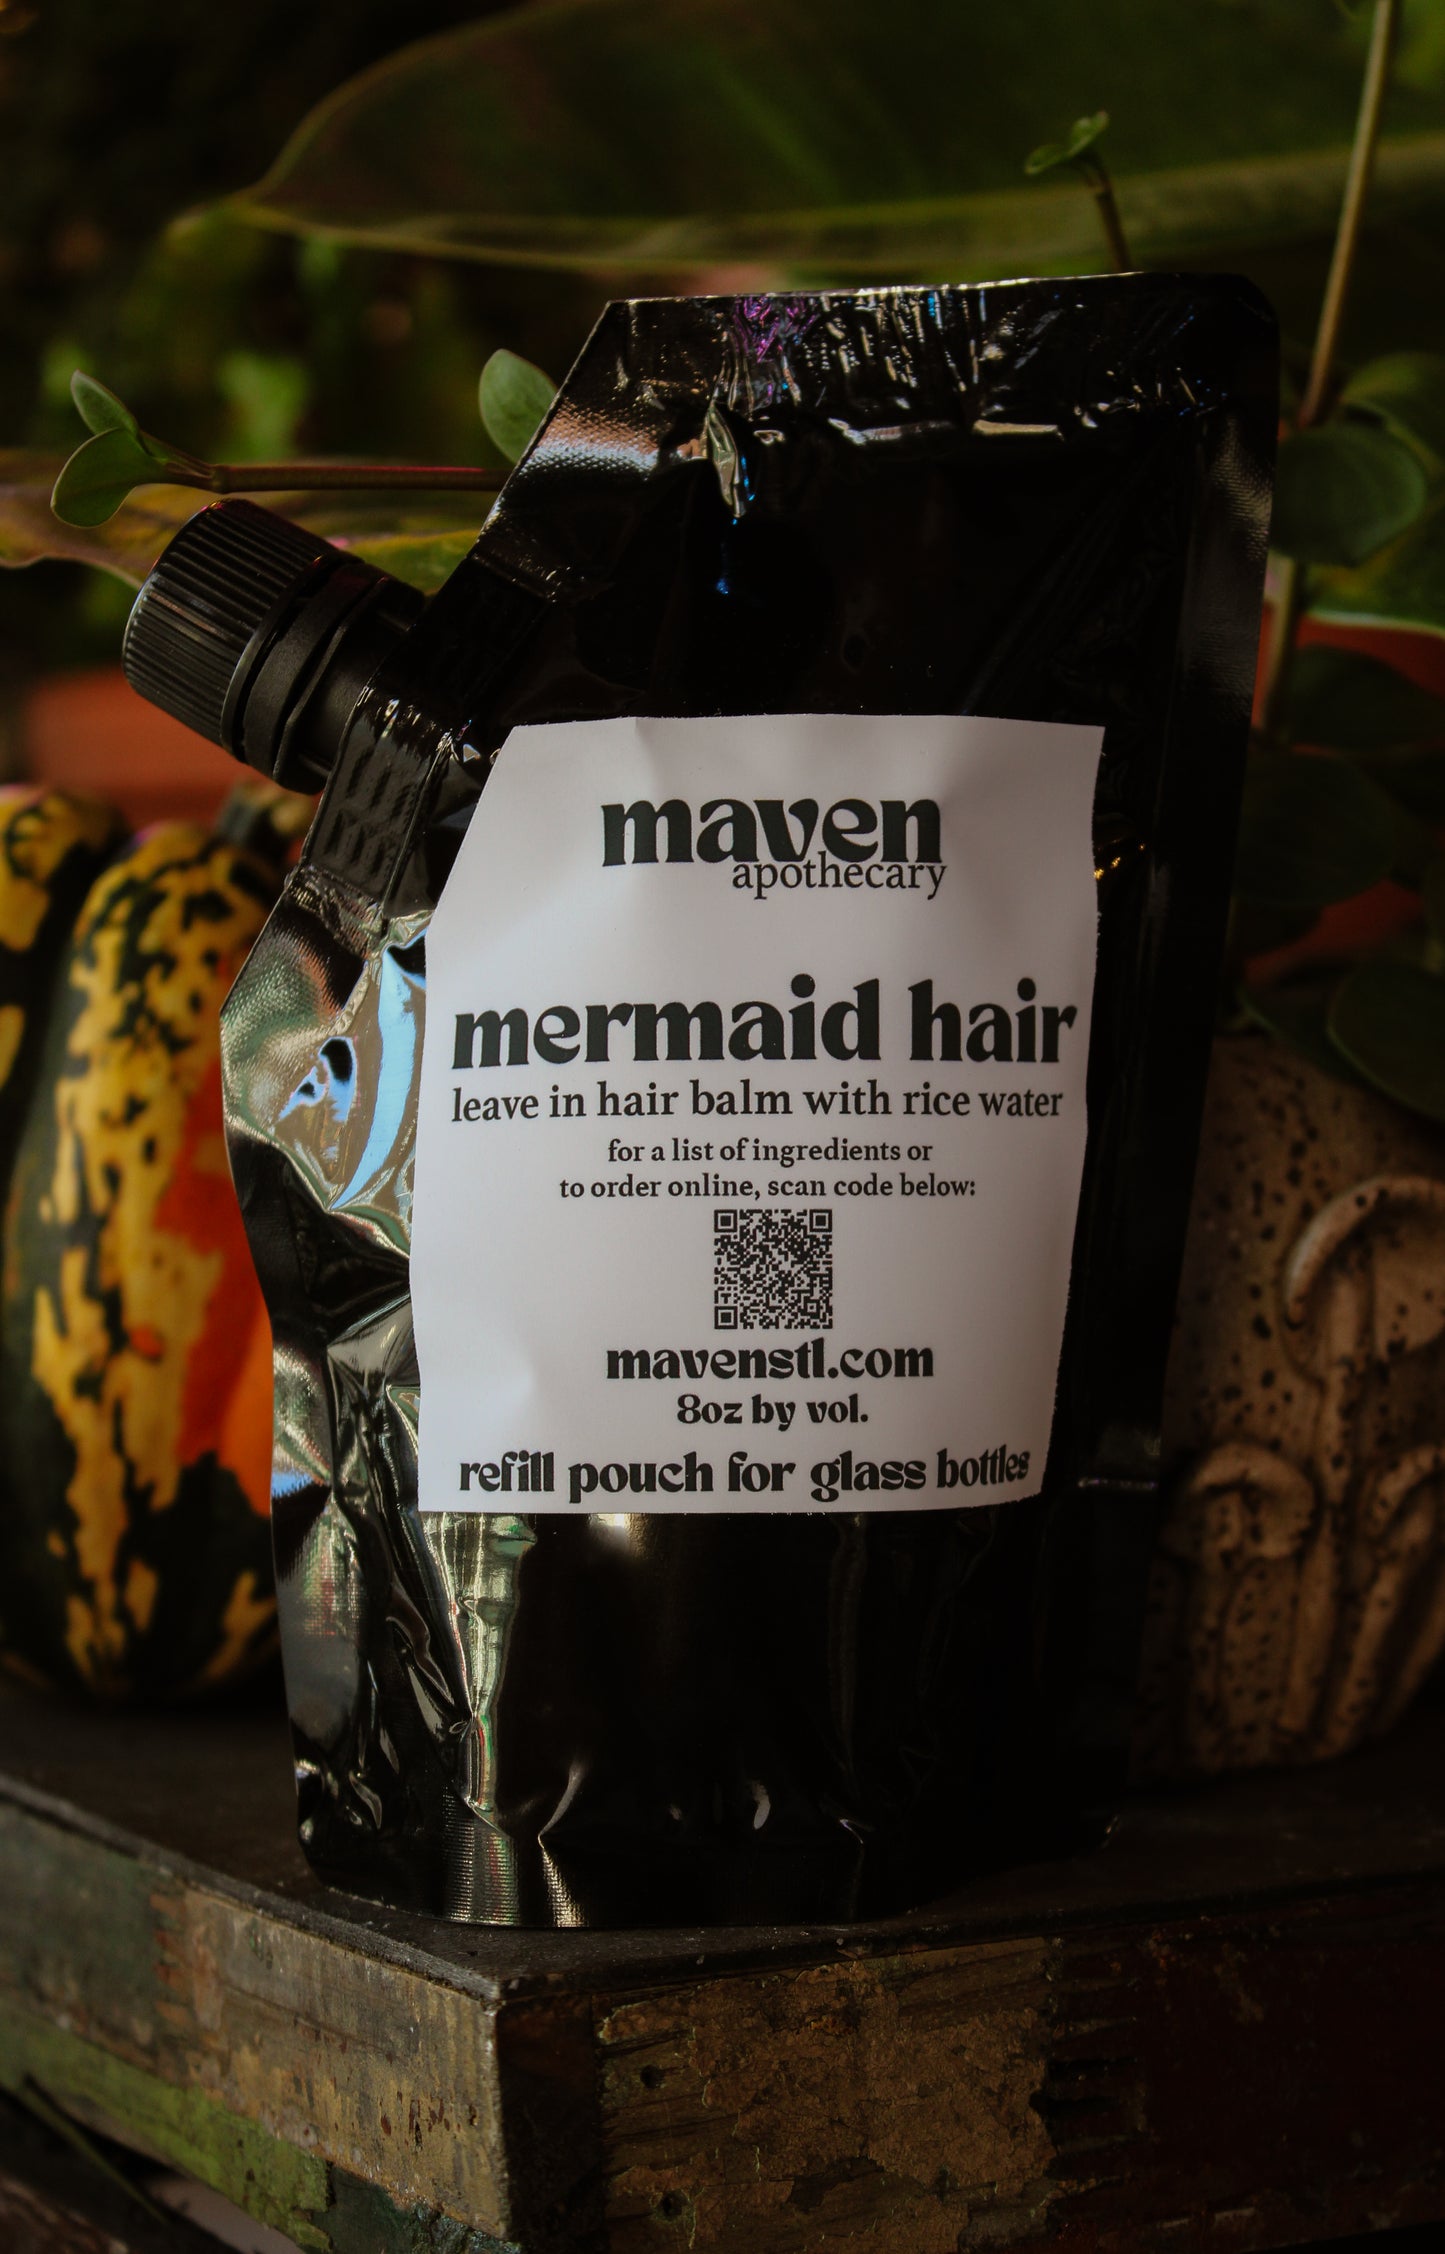 maven
apothecary
mermaid hair
leave in hair balm with rice water
for a list of ingredients or
to order online, scan code below:
mavenstl.com
8oz by vol.
refill pouch for glass bottles